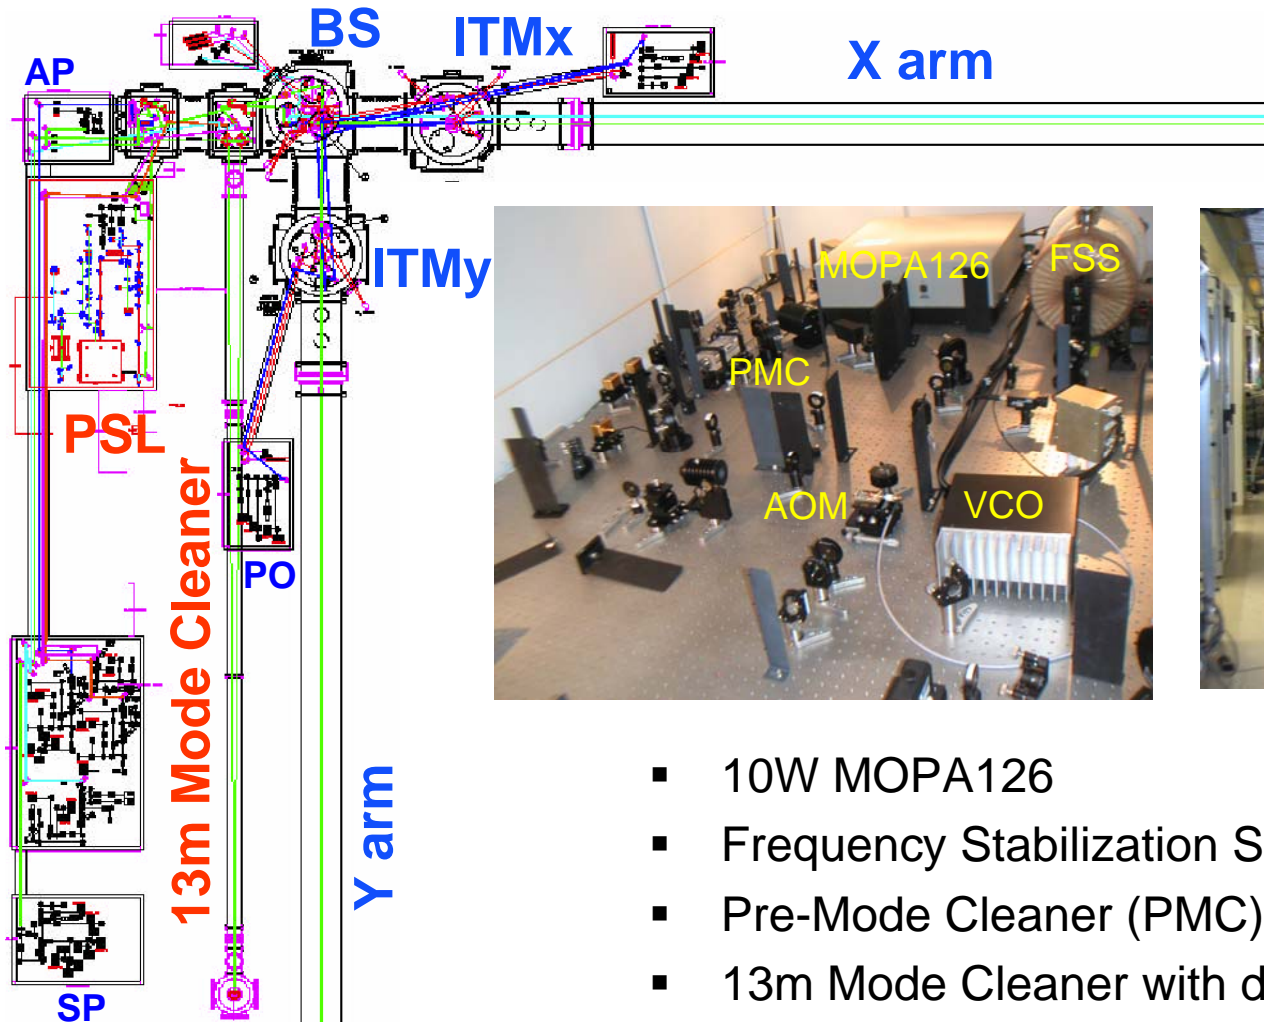 BS
ITMx
X arm
AP
ITMy
MOPA126
FSS
PMC
PSL
AOM
VCO
13m Mode Cleaner
PO
Y arm
SP
▪ 10W MOPA126
▪ Frequency Stabilization S
▪ Pre-Mode Cleaner (PMC)
▪ 13m Mode Cleaner with d